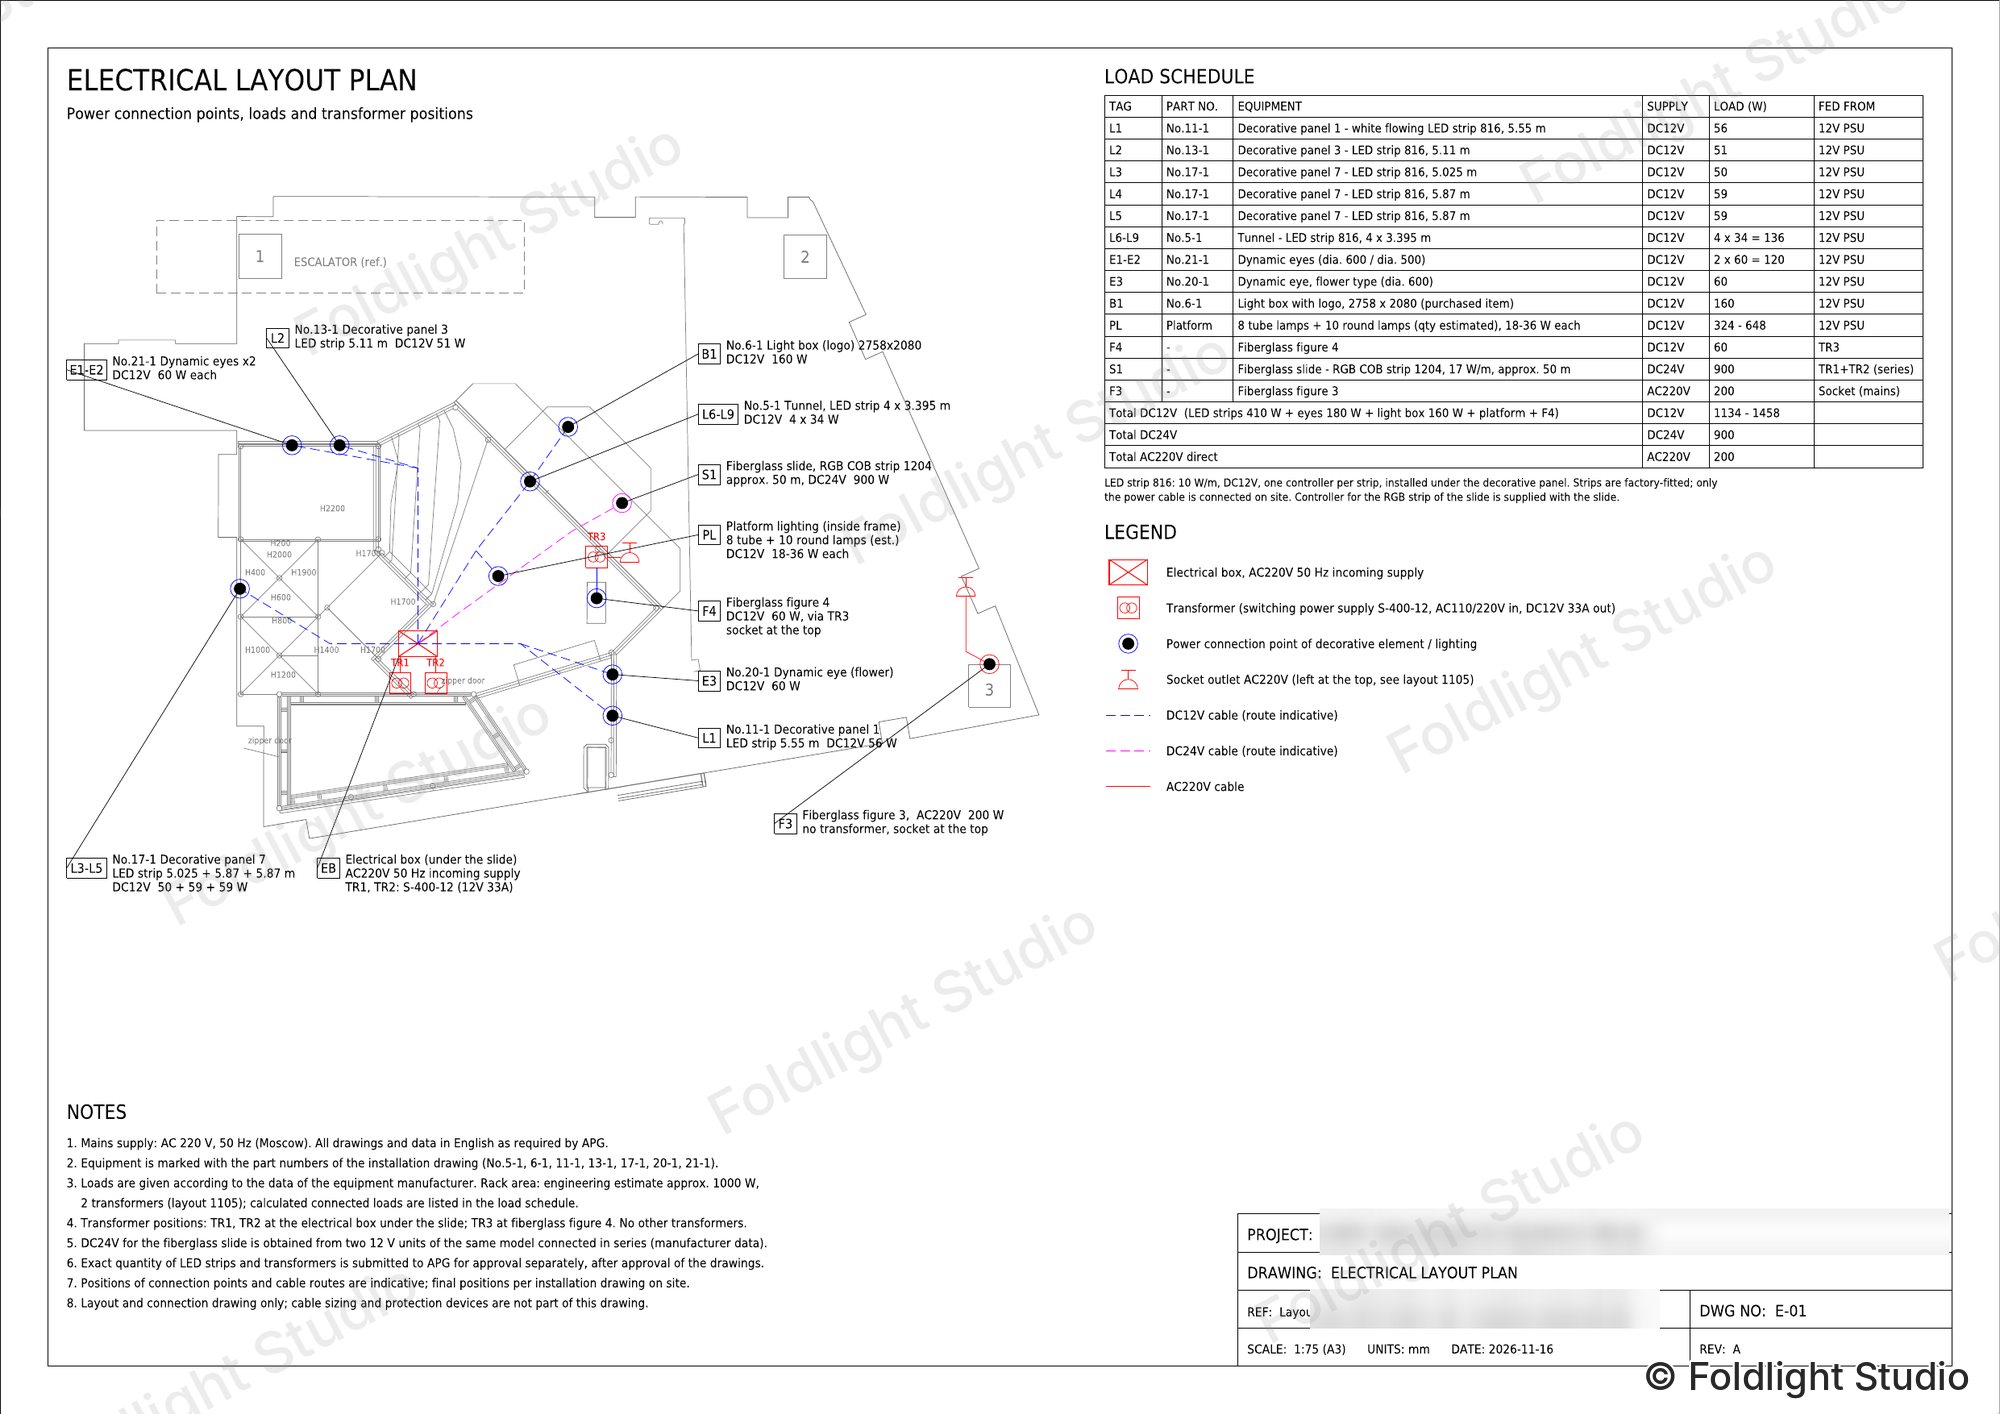 ELECTRICAL LAYOUT PLAN
Power connection points, loads and transformer positions
1
ESCALATOR (ref.)
2
L2
No.13-1 Decorative panel 3
LED strip 5.11 m  DC12V 51 W
E1-E2
No.21-1 Dynamic eyes x2
DC12V  60 W each
B1
No.6-1 Light box (logo) 2758x2080
DC12V  160 W
L6-L9
No.5-1 Tunnel, LED strip 4 x 3.395 m
DC12V  4 x 34 W
S1
Fiberglass slide, RGB COB strip 1204
approx. 50 m, DC24V  900 W
PL
Platform lighting (inside frame)
8 tube + 10 round lamps (est.)
DC12V  18-36 W each
TR3
F4
Fiberglass figure 4
DC12V  60 W, via TR3
socket at the top
E3
No.20-1 Dynamic eye (flower)
DC12V  60 W
L1
No.11-1 Decorative panel 1
LED strip 5.55 m  DC12V 56 W
3
F3
Fiberglass figure 3,  AC220V  200 W
no transformer, socket at the top
H2200
H200
H2000
H1700
H400
H1900
H600
H1700
H800
H1000
H1400
H1700
H1200
TR1
TR2
zipper door
zipper door
L3-L5
No.17-1 Decorative panel 7
LED strip 5.025 + 5.87 + 5.87 m
DC12V  50 + 59 + 59 W
EB
Electrical box (under the slide)
AC220V 50 Hz incoming supply
TR1, TR2: S-400-12 (12V 33A)
LOAD SCHEDULE
TAG PART NO. EQUIPMENT SUPPLY LOAD (W) FED FROM
L1 No.11-1 Decorative panel 1 - white flowing LED strip 816, 5.55 m DC12V 56 12V PSU
L2 No.13-1 Decorative panel 3 - LED strip 816, 5.11 m DC12V 51 12V PSU
L3 No.17-1 Decorative panel 7 - LED strip 816, 5.025 m DC12V 50 12V PSU
L4 No.17-1 Decorative panel 7 - LED strip 816, 5.87 m DC12V 59 12V PSU
L5 No.17-1 Decorative panel 7 - LED strip 816, 5.87 m DC12V 59 12V PSU
L6-L9 No.5-1 Tunnel - LED strip 816, 4 x 3.395 m DC12V 4 x 34 = 136 12V PSU
E1-E2 No.21-1 Dynamic eyes (dia. 600 / dia. 500) DC12V 2 x 60 = 120 12V PSU
E3 No.20-1 Dynamic eye, flower type (dia. 600) DC12V 60 12V PSU
B1 No.6-1 Light box with logo, 2758 x 2080 (purchased item) DC12V 160 12V PSU
PL Platform 8 tube lamps + 10 round lamps (qty estimated), 18-36 W each DC12V 324 - 648 12V PSU
F4 - Fiberglass figure 4 DC12V 60 TR3
S1 - Fiberglass slide - RGB COB strip 1204, 17 W/m, approx. 50 m DC24V 900 TR1+TR2 (series)
F3 - Fiberglass figure 3 AC220V 200 Socket (mains)
Total DC12V  (LED strips 410 W + eyes 180 W + light box 160 W + platform + F4) DC12V 1134 - 1458
Total DC24V DC24V 900
Total AC220V direct AC220V 200
LED strip 816: 10 W/m, DC12V, one controller per strip, installed under the decorative panel. Strips are factory-fitted; only
the power cable is connected on site. Controller for the RGB strip of the slide is supplied with the slide.
LEGEND
Electrical box, AC220V 50 Hz incoming supply
Transformer (switching power supply S-400-12, AC110/220V in, DC12V 33A out)
Power connection point of decorative element / lighting
Socket outlet AC220V (left at the top, see layout 1105)
DC12V cable (route indicative)
DC24V cable (route indicative)
AC220V cable
NOTES
1. Mains supply: AC 220 V, 50 Hz (Moscow). All drawings and data in English as required by APG.
2. Equipment is marked with the part numbers of the installation drawing (No.5-1, 6-1, 11-1, 13-1, 17-1, 20-1, 21-1).
3. Loads are given according to the data of the equipment manufacturer. Rack area: engineering estimate approx. 1000 W,
2 transformers (layout 1105); calculated connected loads are listed in the load schedule.
4. Transformer positions: TR1, TR2 at the electrical box under the slide; TR3 at fiberglass figure 4. No other transformers.
5. DC24V for the fiberglass slide is obtained from two 12 V units of the same model connected in series (manufacturer data).
6. Exact quantity of LED strips and transformers is submitted to APG for approval separately, after approval of the drawings.
7. Positions of connection points and cable routes are indicative; final positions per installation drawing on site.
8. Layout and connection drawing only; cable sizing and protection devices are not part of this drawing.
PROJECT:
DRAWING:  ELECTRICAL LAYOUT PLAN
REF:
DWG NO:  E-01
SCALE:  1:75 (A3)  UNITS: mm  DATE: 2026-11-16
REV:  A
© Foldlight Studio
Foldlight Studio
Foldlight Studio
Foldlight Studio
Foldlight Studio
Foldlight Studio
Foldlight Studio
Foldlight Studio
Foldlight Studio